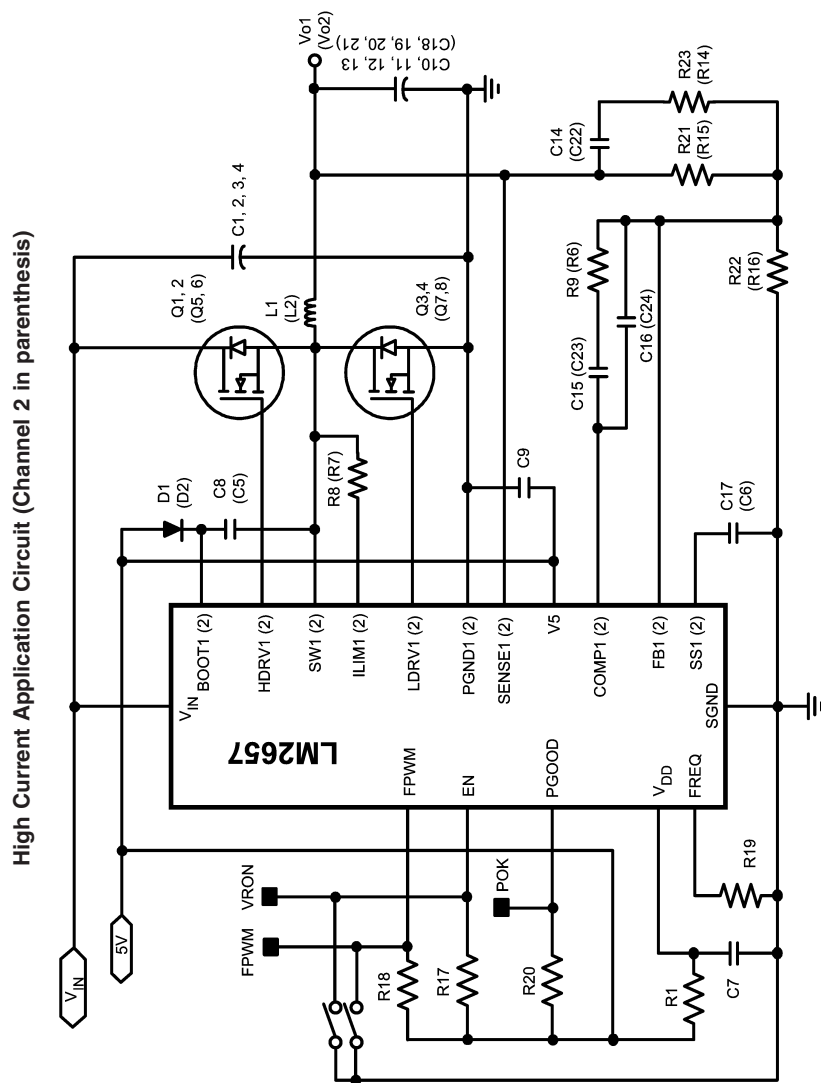 High Current Application Circuit (Channel 2 in parenthesis)
VIN
5V
FPWM
VRON
POK
R18
R17
R20
R1
C7
R19
LM2657
VIN
FPWM
EN
PGOOD
VDD
FREQ
BOOT1 (2)
HDRV1 (2)
SW1 (2)
ILIM1 (2)
LDRV1 (2)
PGND1 (2)
SENSE1 (2)
V5
COMP1 (2)
FB1 (2)
SS1 (2)
SGND
D1
(D2)
C8
(C5)
R8 (R7)
C9
C17
(C6)
Q1, 2
(Q5, 6)
L1
(L2)
Q3,4
(Q7,8)
C1, 2, 3, 4
C15 (C23)
R9 (R6)
C16 (C24)
R22
(R16)
C14
(C22)
R21
(R15)
R23
(R14)
Vo1
(Vo2)
C10, 11, 12, 13
(C18, 19, 20, 21)